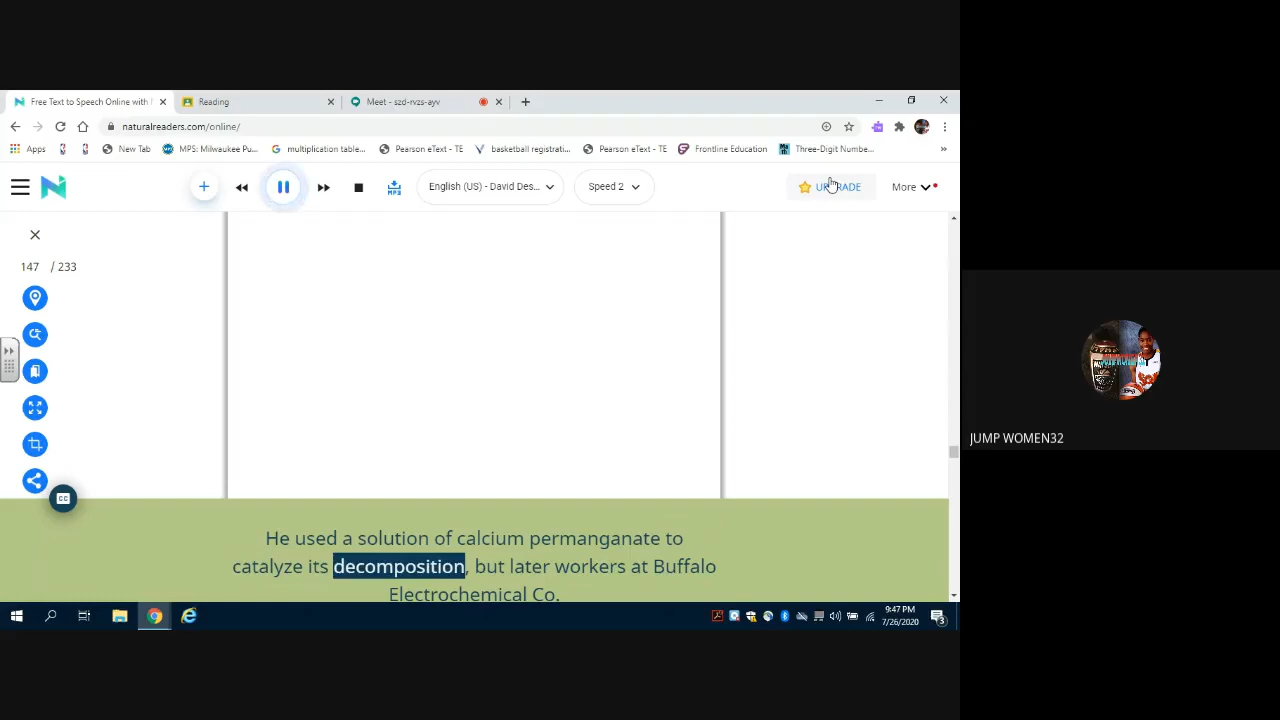 Free Text to Speech Online with
Reading
Meet - szd-rvzs-ayv
naturalreaders.com/online/
Apps
New Tab
MPS: Milwaukee Pu...
multiplication table...
Pearson eText - TE
basketball registrati...
Pearson eText - TE
Frontline Education
Three-Digit Numbe...
»
MP3
English (US) - David Des...
Speed 2
UPGRADE
More
147 / 233
CC
He used a solution of calcium permanganate to
catalyze its decomposition, but later workers at Buffalo
Electrochemical Co.
JUMP WOMEN32
9:47 PM
7/26/2020
3